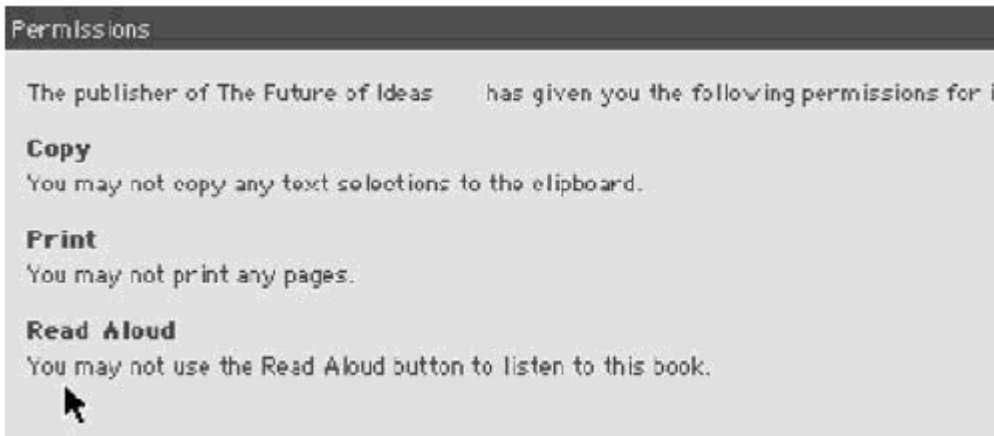 Permissions
The publisher of The Future of Ideas has given you the following permissions for
Copy
You may not copy any text selections to the clipboard.
Print
You may not print any pages.
Read Aloud
You may not use the Read Aloud button to listen to this book.